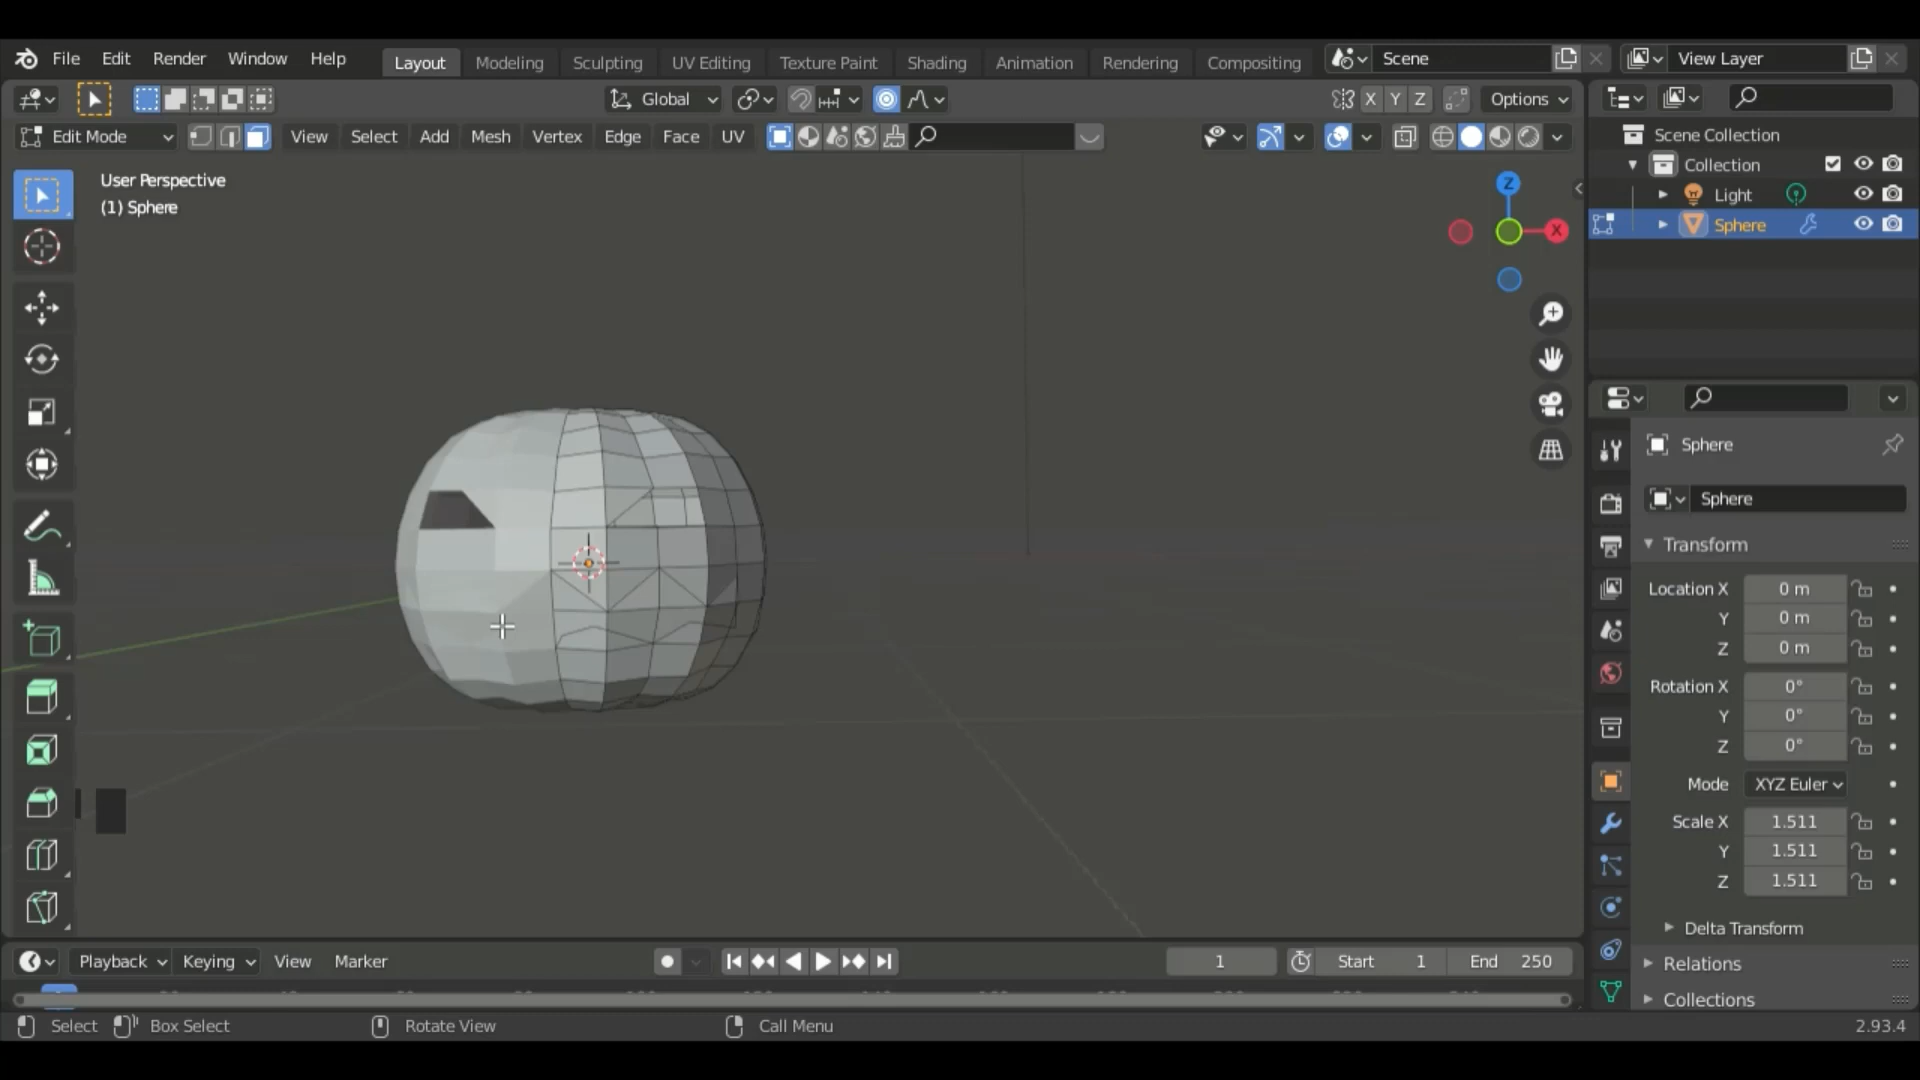 File Edit Render Window Help Layout Modeling Sculpting UV Editing Texture Paint Shading Animation Rendering Compositing Scene View Layer
Global X Y Z Options
Edit Mode View Select Add Mesh Vertex Edge Face UV
User Perspective
(1) Sphere
Z
X
Scene Collection
Collection
Light
Sphere
Sphere
Sphere
Transform
Location X 0 m
Y 0 m
Z 0 m
Rotation X 0°
Y 0°
Z 0°
Mode XYZ Euler
Scale X 1.511
Y 1.511
Z 1.511
Delta Transform
Relations
Collections
Playback Keying View Marker 1 Start 1 End 250
Select Box Select Rotate View Call Menu 2.93.4